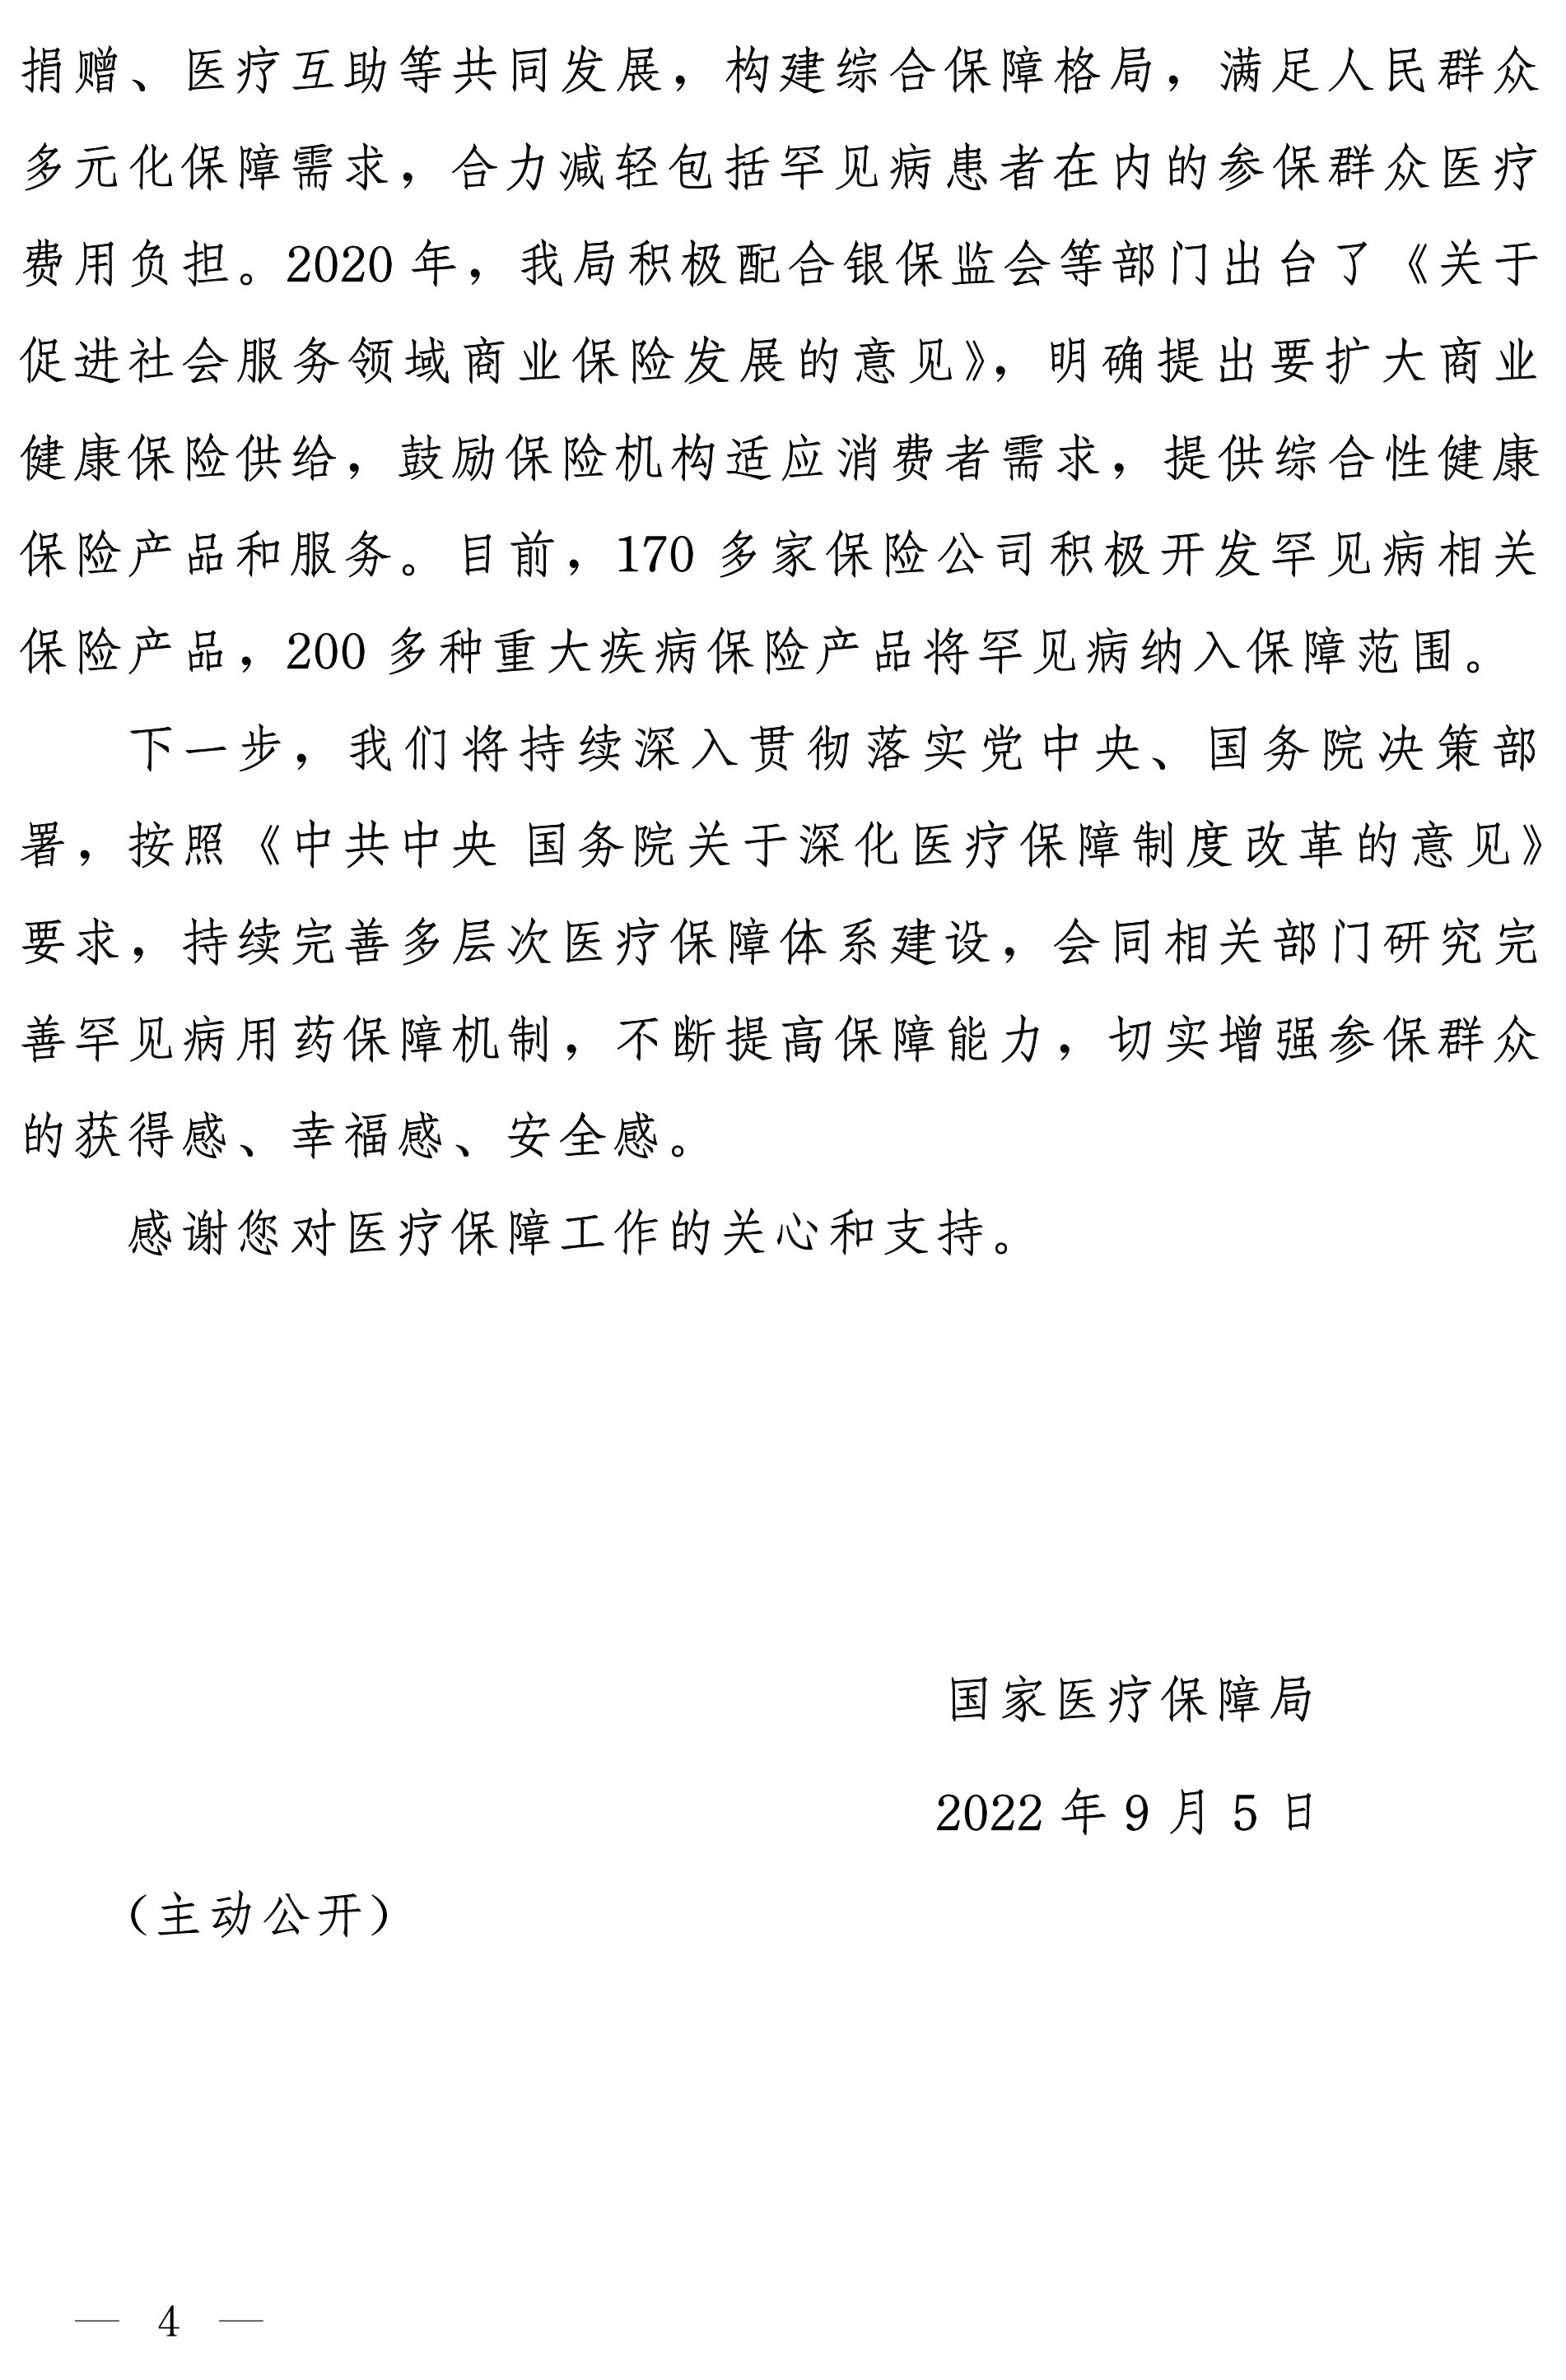 捐赠、医疗互助等共同发展，构建综合保障格局，满足人民群众
多元化保障需求，合力减轻包括罕见病患者在内的参保群众医疗
费用负担。2020 年，我局积极配合银保监会等部门出台了《关于
促进社会服务领域商业保险发展的意见》，明确提出要扩大商业
健康保险供给，鼓励保险机构适应消费者需求，提供综合性健康
保险产品和服务。目前，170 多家保险公司积极开发罕见病相关
保险产品，200 多种重大疾病保险产品将罕见病纳入保障范围。
下一步，我们将持续深入贯彻落实党中央、国务院决策部
署，按照《中共中央 国务院关于深化医疗保障制度改革的意见》
要求，持续完善多层次医疗保障体系建设，会同相关部门研究完
善罕见病用药保障机制，不断提高保障能力，切实增强参保群众
的获得感、幸福感、安全感。
感谢您对医疗保障工作的关心和支持。
国家医疗保障局
2022 年 9 月 5 日
（主动公开）
— 4 —